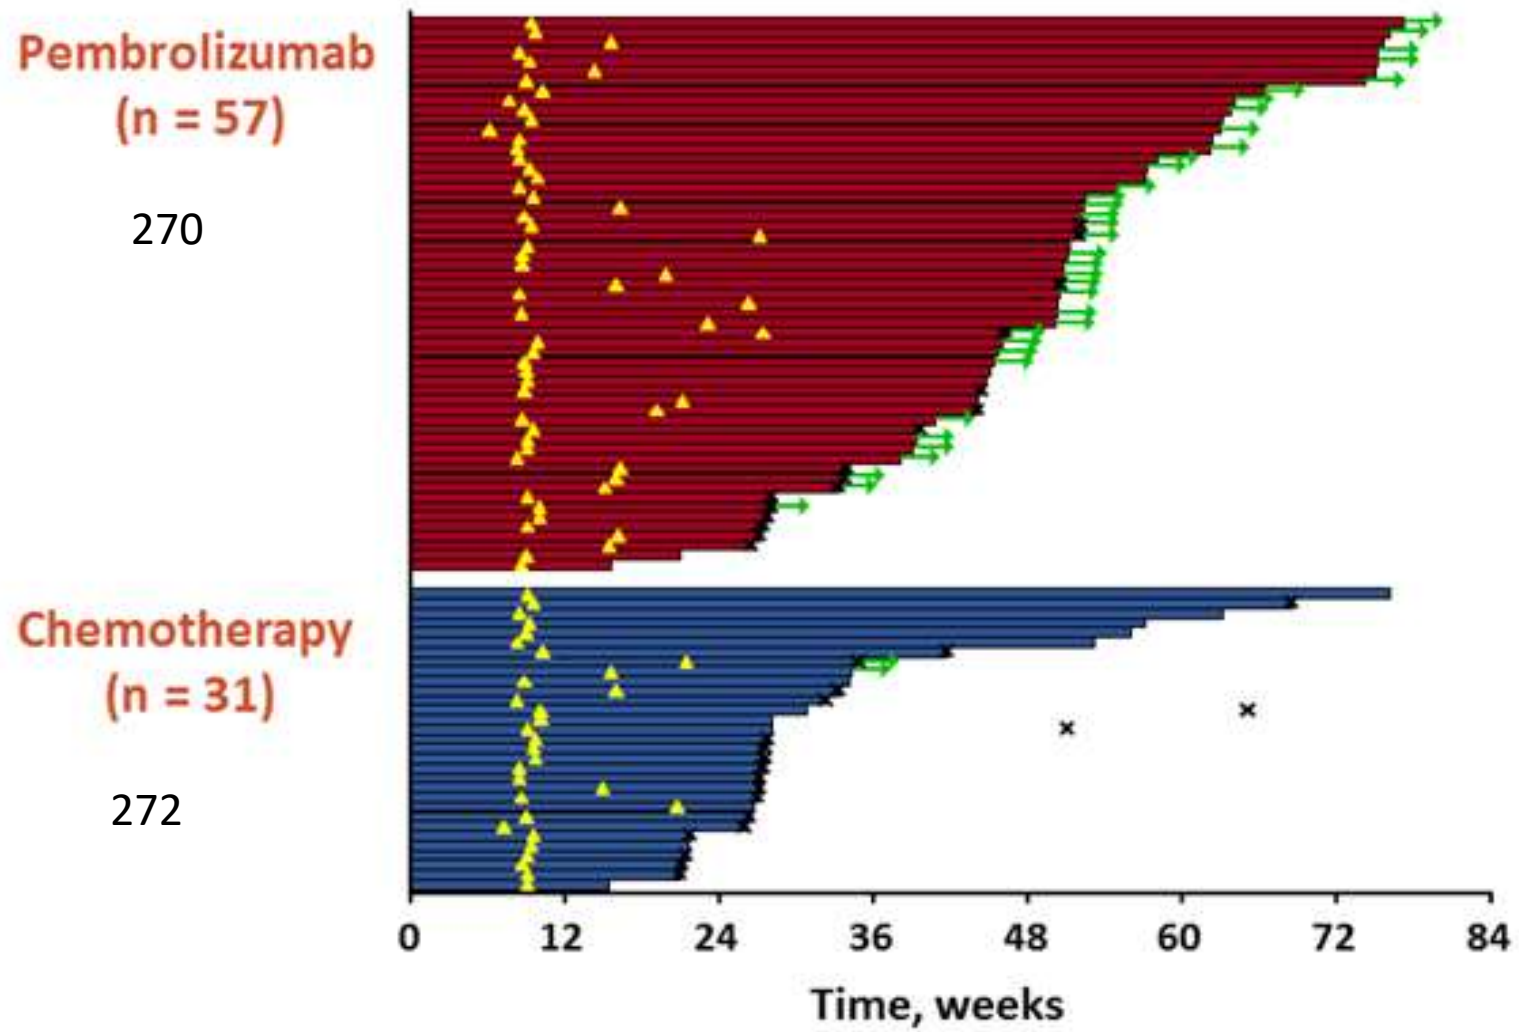 Pembrolizumab
(n = 57)
270
Chemotherapy
(n = 31)
272
0 12 24 36 48 60 72 84
Time, weeks